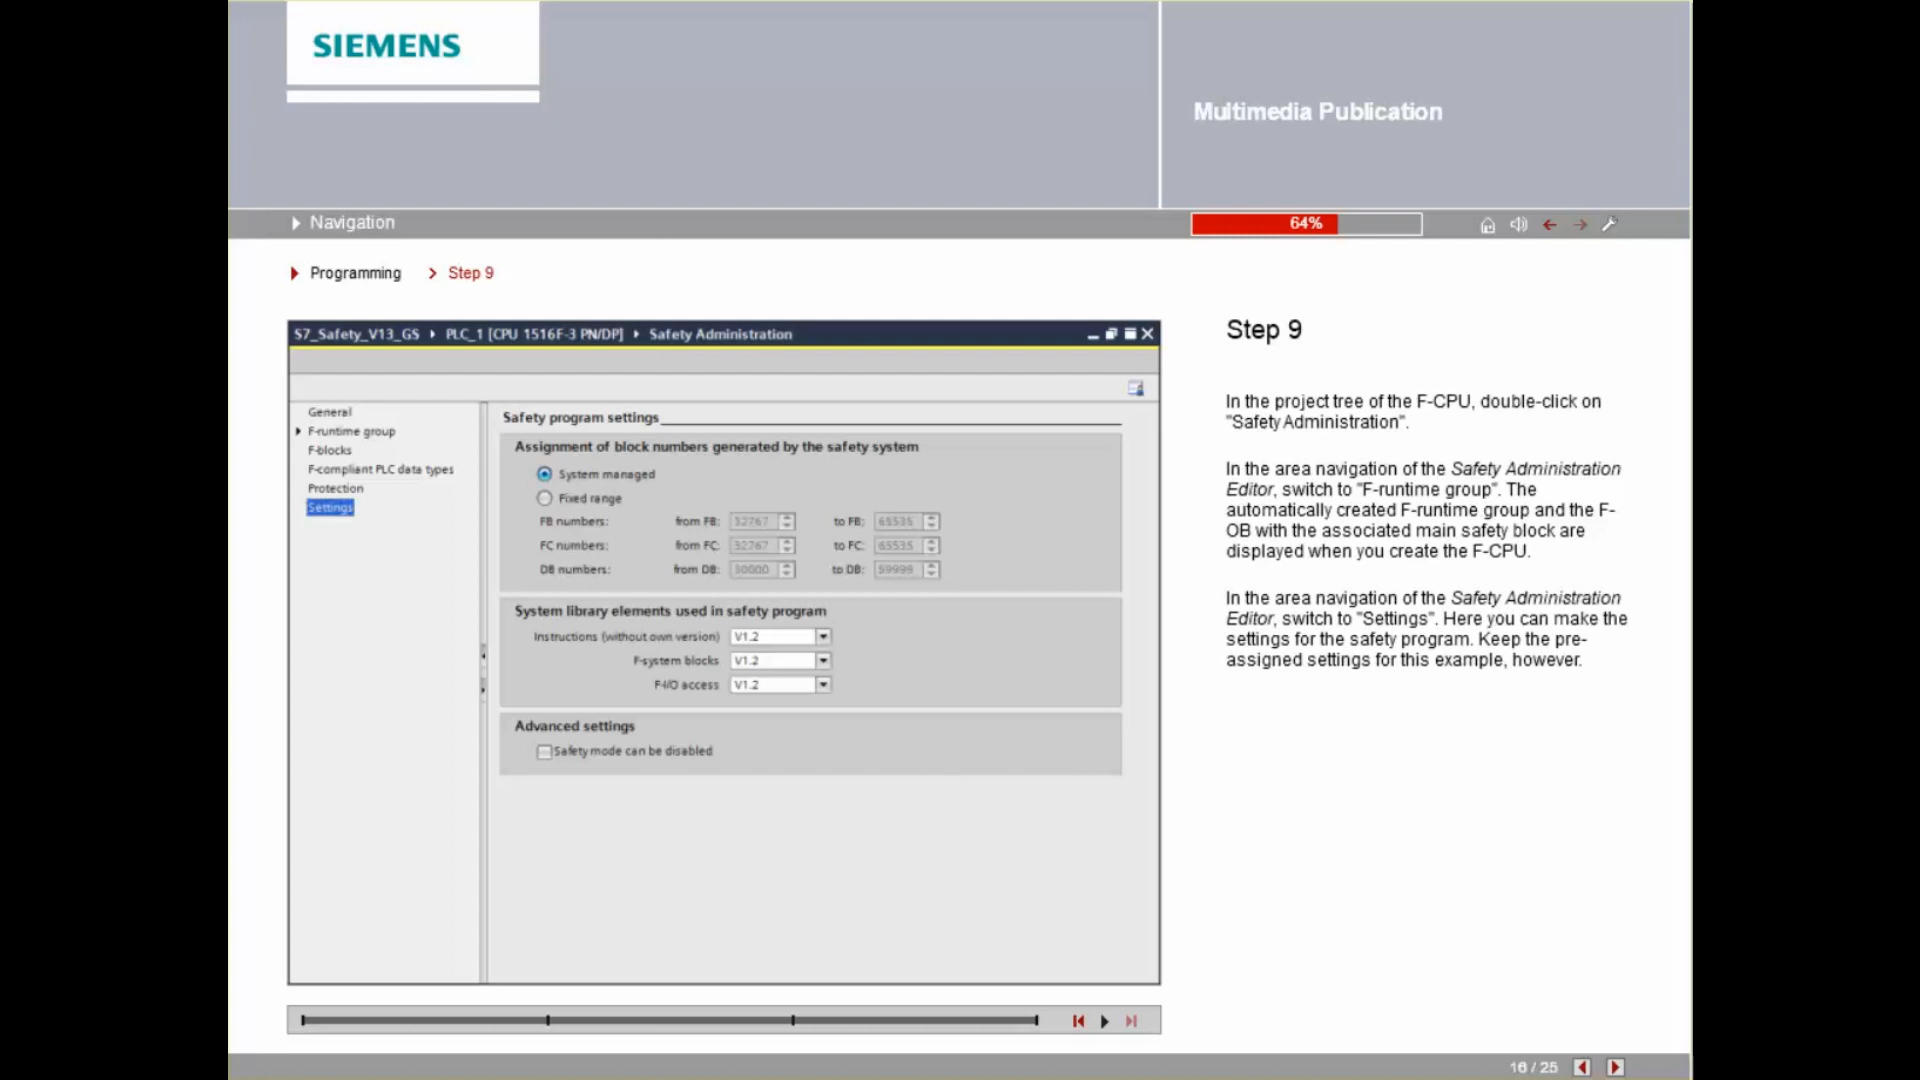 SIEMENS
Multimedia Publication
Navigation
64%
Programming
Step 9
S7_Safety_V13_GS
PLC_1 [CPU 1516F-3 PN/DP]
Safety Administration
General
F-runtime group
F-blocks
F-compliant PLC data types
Protection
Settings
Safety program settings
Assignment of block numbers generated by the safety system
System managed
Fixed range
FB numbers: from FB: 32767 to FB: 65535
FC numbers: from FC: 32767 to FC: 65535
DB numbers: from DB: 30000 to DB: 59999
System library elements used in safety program
Instructions (without own version) V1.2
F-system blocks V1.2
F-I/O access V1.2
Advanced settings
Safety mode can be disabled
Step 9
In the project tree of the F-CPU, double-click on
"Safety Administration".
In the area navigation of the Safety Administration
Editor, switch to "F-runtime group". The
automatically created F-runtime group and the F-
OB with the associated main safety block are
displayed when you create the F-CPU.
In the area navigation of the Safety Administration
Editor, switch to "Settings". Here you can make the
settings for the safety program. Keep the pre-
assigned settings for this example, however.
16 / 25